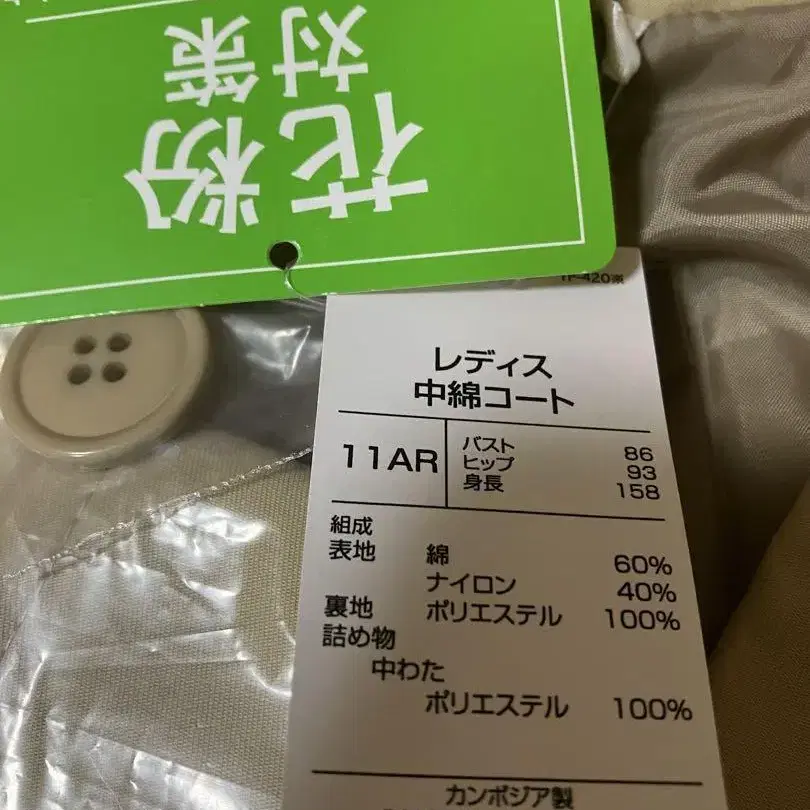 花粉
対策
レディス
中綿コート
11AR
バスト 86
ヒップ 93
身長 158
組成
表地 綿 60%
ナイロン 40%
裏地 ポリエステル 100%
詰め物
中わた
ポリエステル 100%
カンボジア製